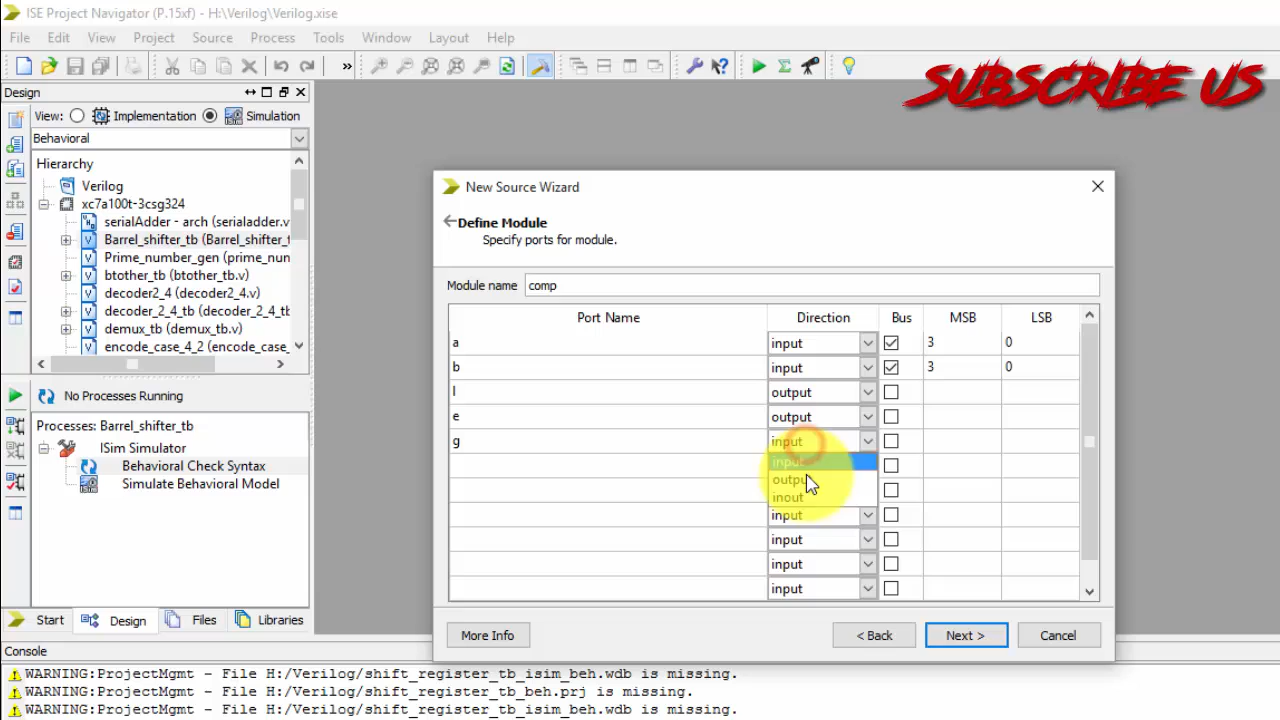 ISE Project Navigator (P.15xf) - H:\Verilog\Verilog.xise
File Edit View Project Source Process Tools Window Layout Help
»
SUBSCRIBE US
Design
View: Implementation Simulation
Behavioral
Hierarchy
Verilog
xc7a100t-3csg324
serialAdder - arch (serialadder.v
Barrel_shifter_tb (Barrel_shifter_t
Prime_number_gen (prime_num
btother_tb (btother_tb.v)
decoder2_4 (decoder2_4.v)
decoder_2_4_tb (decoder_2_4_tb
demux_tb (demux_tb.v)
encode_case_4_2 (encode_case_
No Processes Running
Processes: Barrel_shifter_tb
ISim Simulator
Behavioral Check Syntax
Simulate Behavioral Model
Start Design Files Libraries
New Source Wizard
Define Module
Specify ports for module.
Module name comp
Port Name Direction Bus MSB LSB
a input 3 0
b input 3 0
l output
e output
g input
input
output
inout
input
input
input
input
More Info < Back Next > Cancel
Console
WARNING:ProjectMgmt - File H:/Verilog/shift_register_tb_isim_beh.wdb is missing.
WARNING:ProjectMgmt - File H:/Verilog/shift_register_tb_beh.prj is missing.
WARNING:ProjectMgmt - File H:/Verilog/shift_register_tb_isim_beh.wdb is missing.